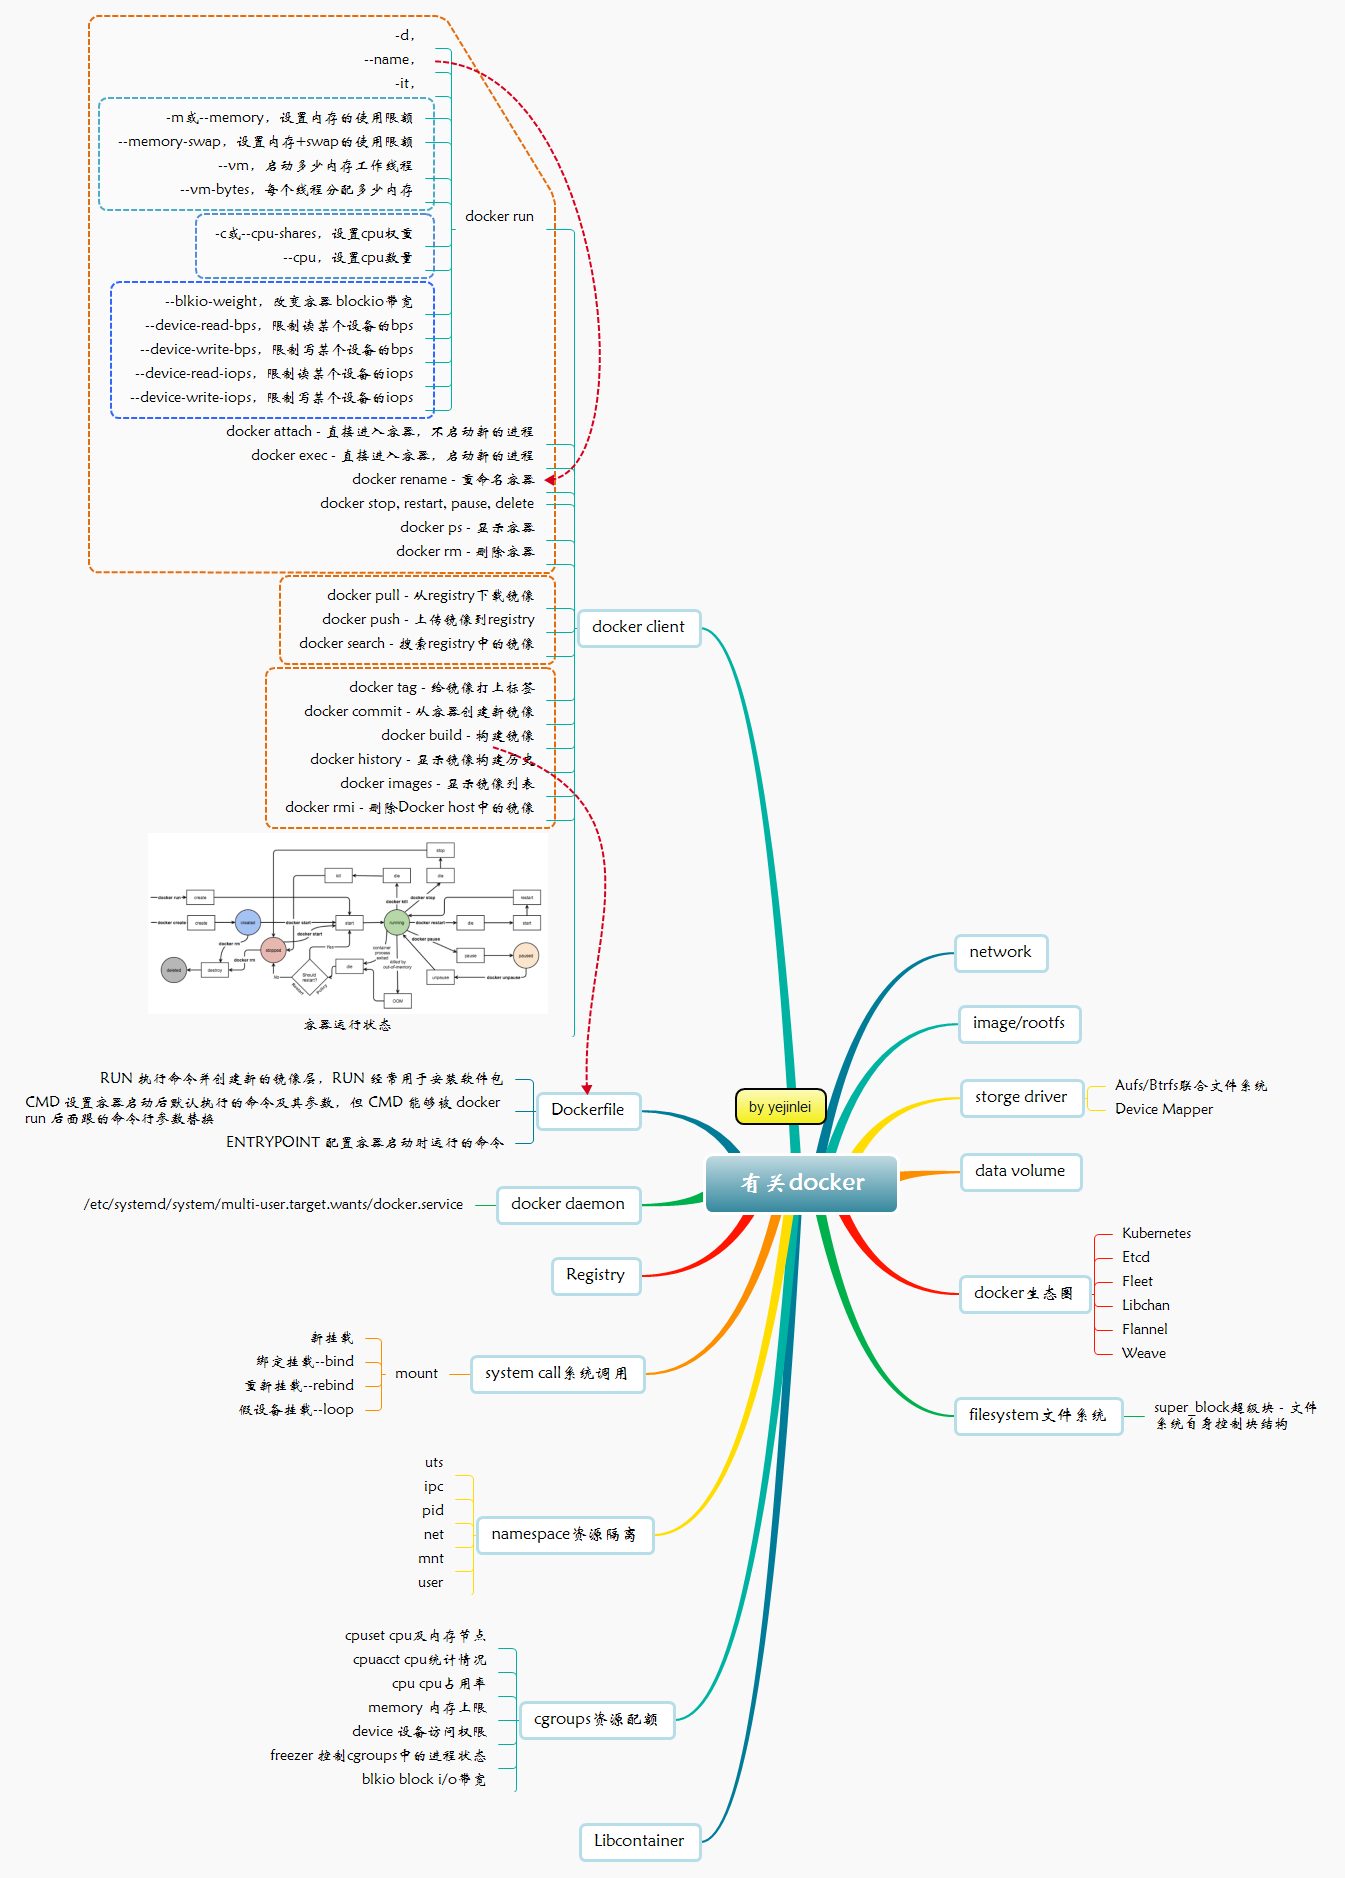 -d，
--name，
-it，
-m或--memory，设置内存的使用限额
--memory-swap，设置内存+swap的使用限额
--vm，启动多少内存工作线程
--vm-bytes，每个线程分配多少内存
docker run
-c或--cpu-shares，设置cpu权重
--cpu，设置cpu数量
--blkio-weight，改变容器 blockio带宽
--device-read-bps，限制读某个设备的bps
--device-write-bps，限制写某个设备的bps
--device-read-iops，限制读某个设备的iops
--device-write-iops，限制写某个设备的iops
docker attach - 直接进入容器，不启动新的进程
docker exec - 直接进入容器，启动新的进程
docker rename - 重命名容器
docker stop, restart, pause, delete
docker ps - 显示容器
docker rm - 删除容器
docker pull - 从registry下载镜像
docker push - 上传镜像到registry
docker search - 搜索registry中的镜像
docker client
docker tag - 给镜像打上标签
docker commit - 从容器创建新镜像
docker build - 构建镜像
docker history - 显示镜像构建历史
docker images - 显示镜像列表
docker rmi - 删除Docker host中的镜像
stop
kill
die
die
docker kill
docker stop
docker run
create
restart
docker create
create
created
docker start
start
running
docker restart
die
start
docker rm
stopped
docker start
docker pause
Yes
container
process
exited
killed by
out-of-memory
pause
paused
deleted
destroy
docker rm
No
Should
restart?
Restart
Policy
die
unpause
docker unpause
OOM
容器运行状态
RUN 执行命令并创建新的镜像层，RUN 经常用于安装软件包
CMD 设置容器启动后默认执行的命令及其参数，但 CMD 能够被 docker
run 后面跟的命令行参数替换
ENTRYPOINT 配置容器启动时运行的命令
Dockerfile
/etc/systemd/system/multi-user.target.wants/docker.service
docker daemon
Registry
新挂载
绑定挂载--bind
重新挂载--rebind
假设备挂载--loop
mount
system call系统调用
uts
ipc
pid
net
mnt
user
namespace资源隔离
cpuset cpu及内存节点
cpuacct cpu统计情况
cpu cpu占用率
memory 内存上限
device 设备访问权限
freezer 控制cgroups中的进程状态
blkio block i/o带宽
cgroups资源配额
Libcontainer
by yejinlei
有关docker
network
image/rootfs
storge driver
Aufs/Btrfs联合文件系统
Device Mapper
data volume
docker生态圈
Kubernetes
Etcd
Fleet
Libchan
Flannel
Weave
filesystem文件系统
super_block超级块 - 文件
系统自身控制块结构